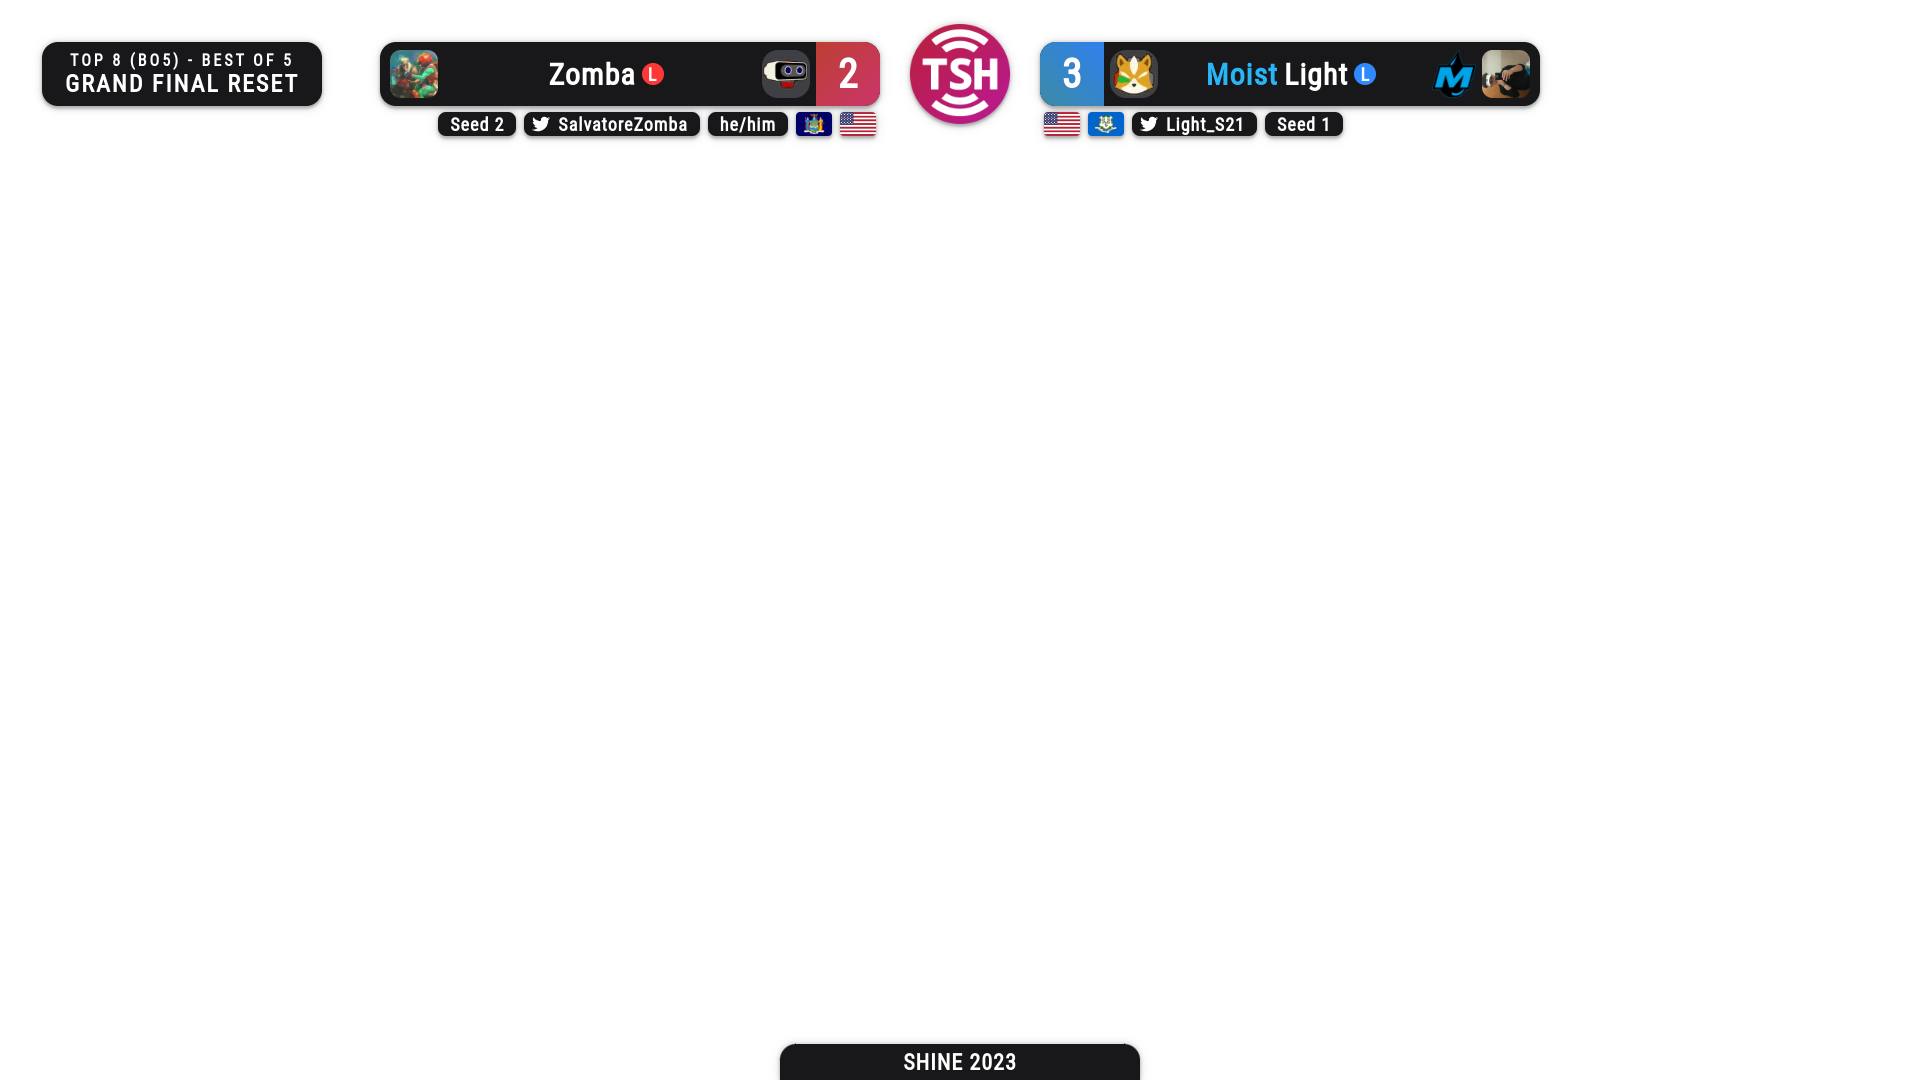 TOP 8 (BO5) - BEST OF 5
GRAND FINAL RESET
Zomba L
2
TSH
3
Moist Light L
M
Seed 2
SalvatoreZomba
he/him
Light_S21
Seed 1
SHINE 2023